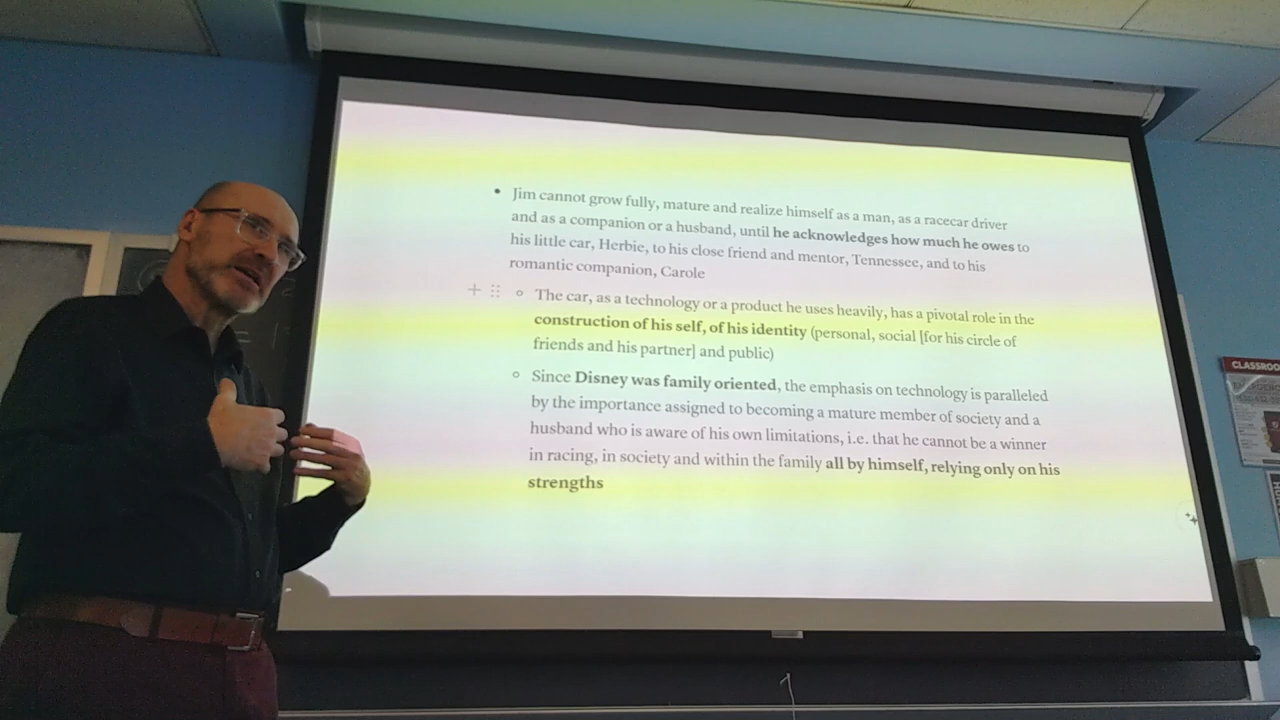 • Jim cannot grow fully, mature and realize himself as a man, as a racecar driver
and as a companion or a husband, until he acknowledges how much he owes to
his little car, Herbie, to his close friend and mentor, Tennessee, and to his
romantic companion, Carole
The car, as a technology or a product he uses heavily, has a pivotal role in the
construction of his self, of his identity (personal, social [for his circle of
friends and his partner] and public)
Since Disney was family oriented, the emphasis on technology is paralleled
by the importance assigned to becoming a mature member of society and a
husband who is aware of his own limitations, i.e. that he cannot be a winner
in racing, in society and within the family all by himself, relying only on his
strengths